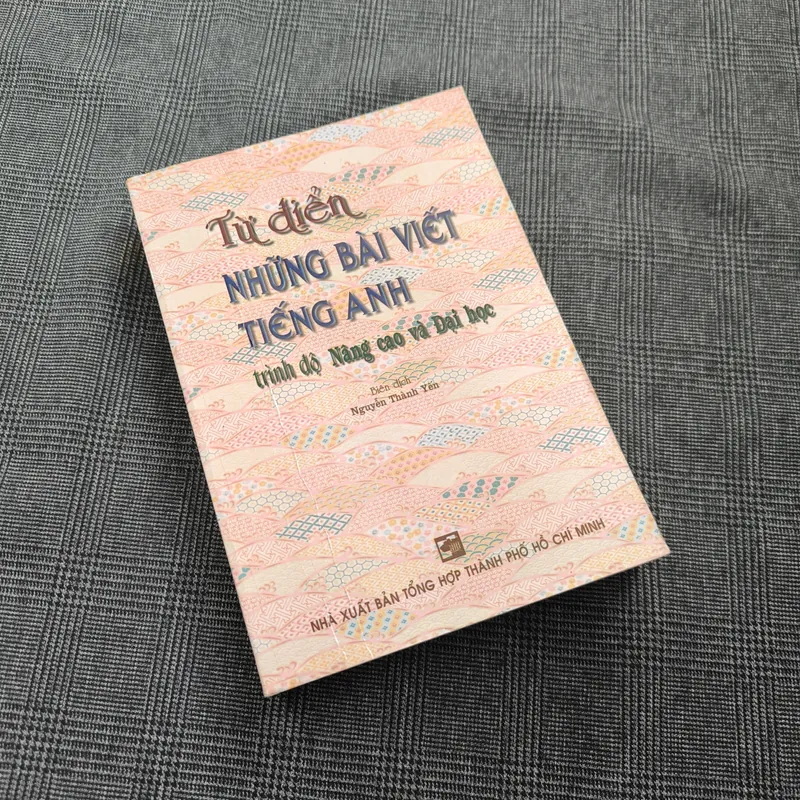 Từ điển
NHỮNG BÀI VIẾT
TIẾNG ANH
trình độ Nâng cao và Đại học
Biên dịch
Nguyễn Thành Yến
NHÀ XUẤT BẢN TỔNG HỢP THÀNH PHỐ HỒ CHÍ MINH